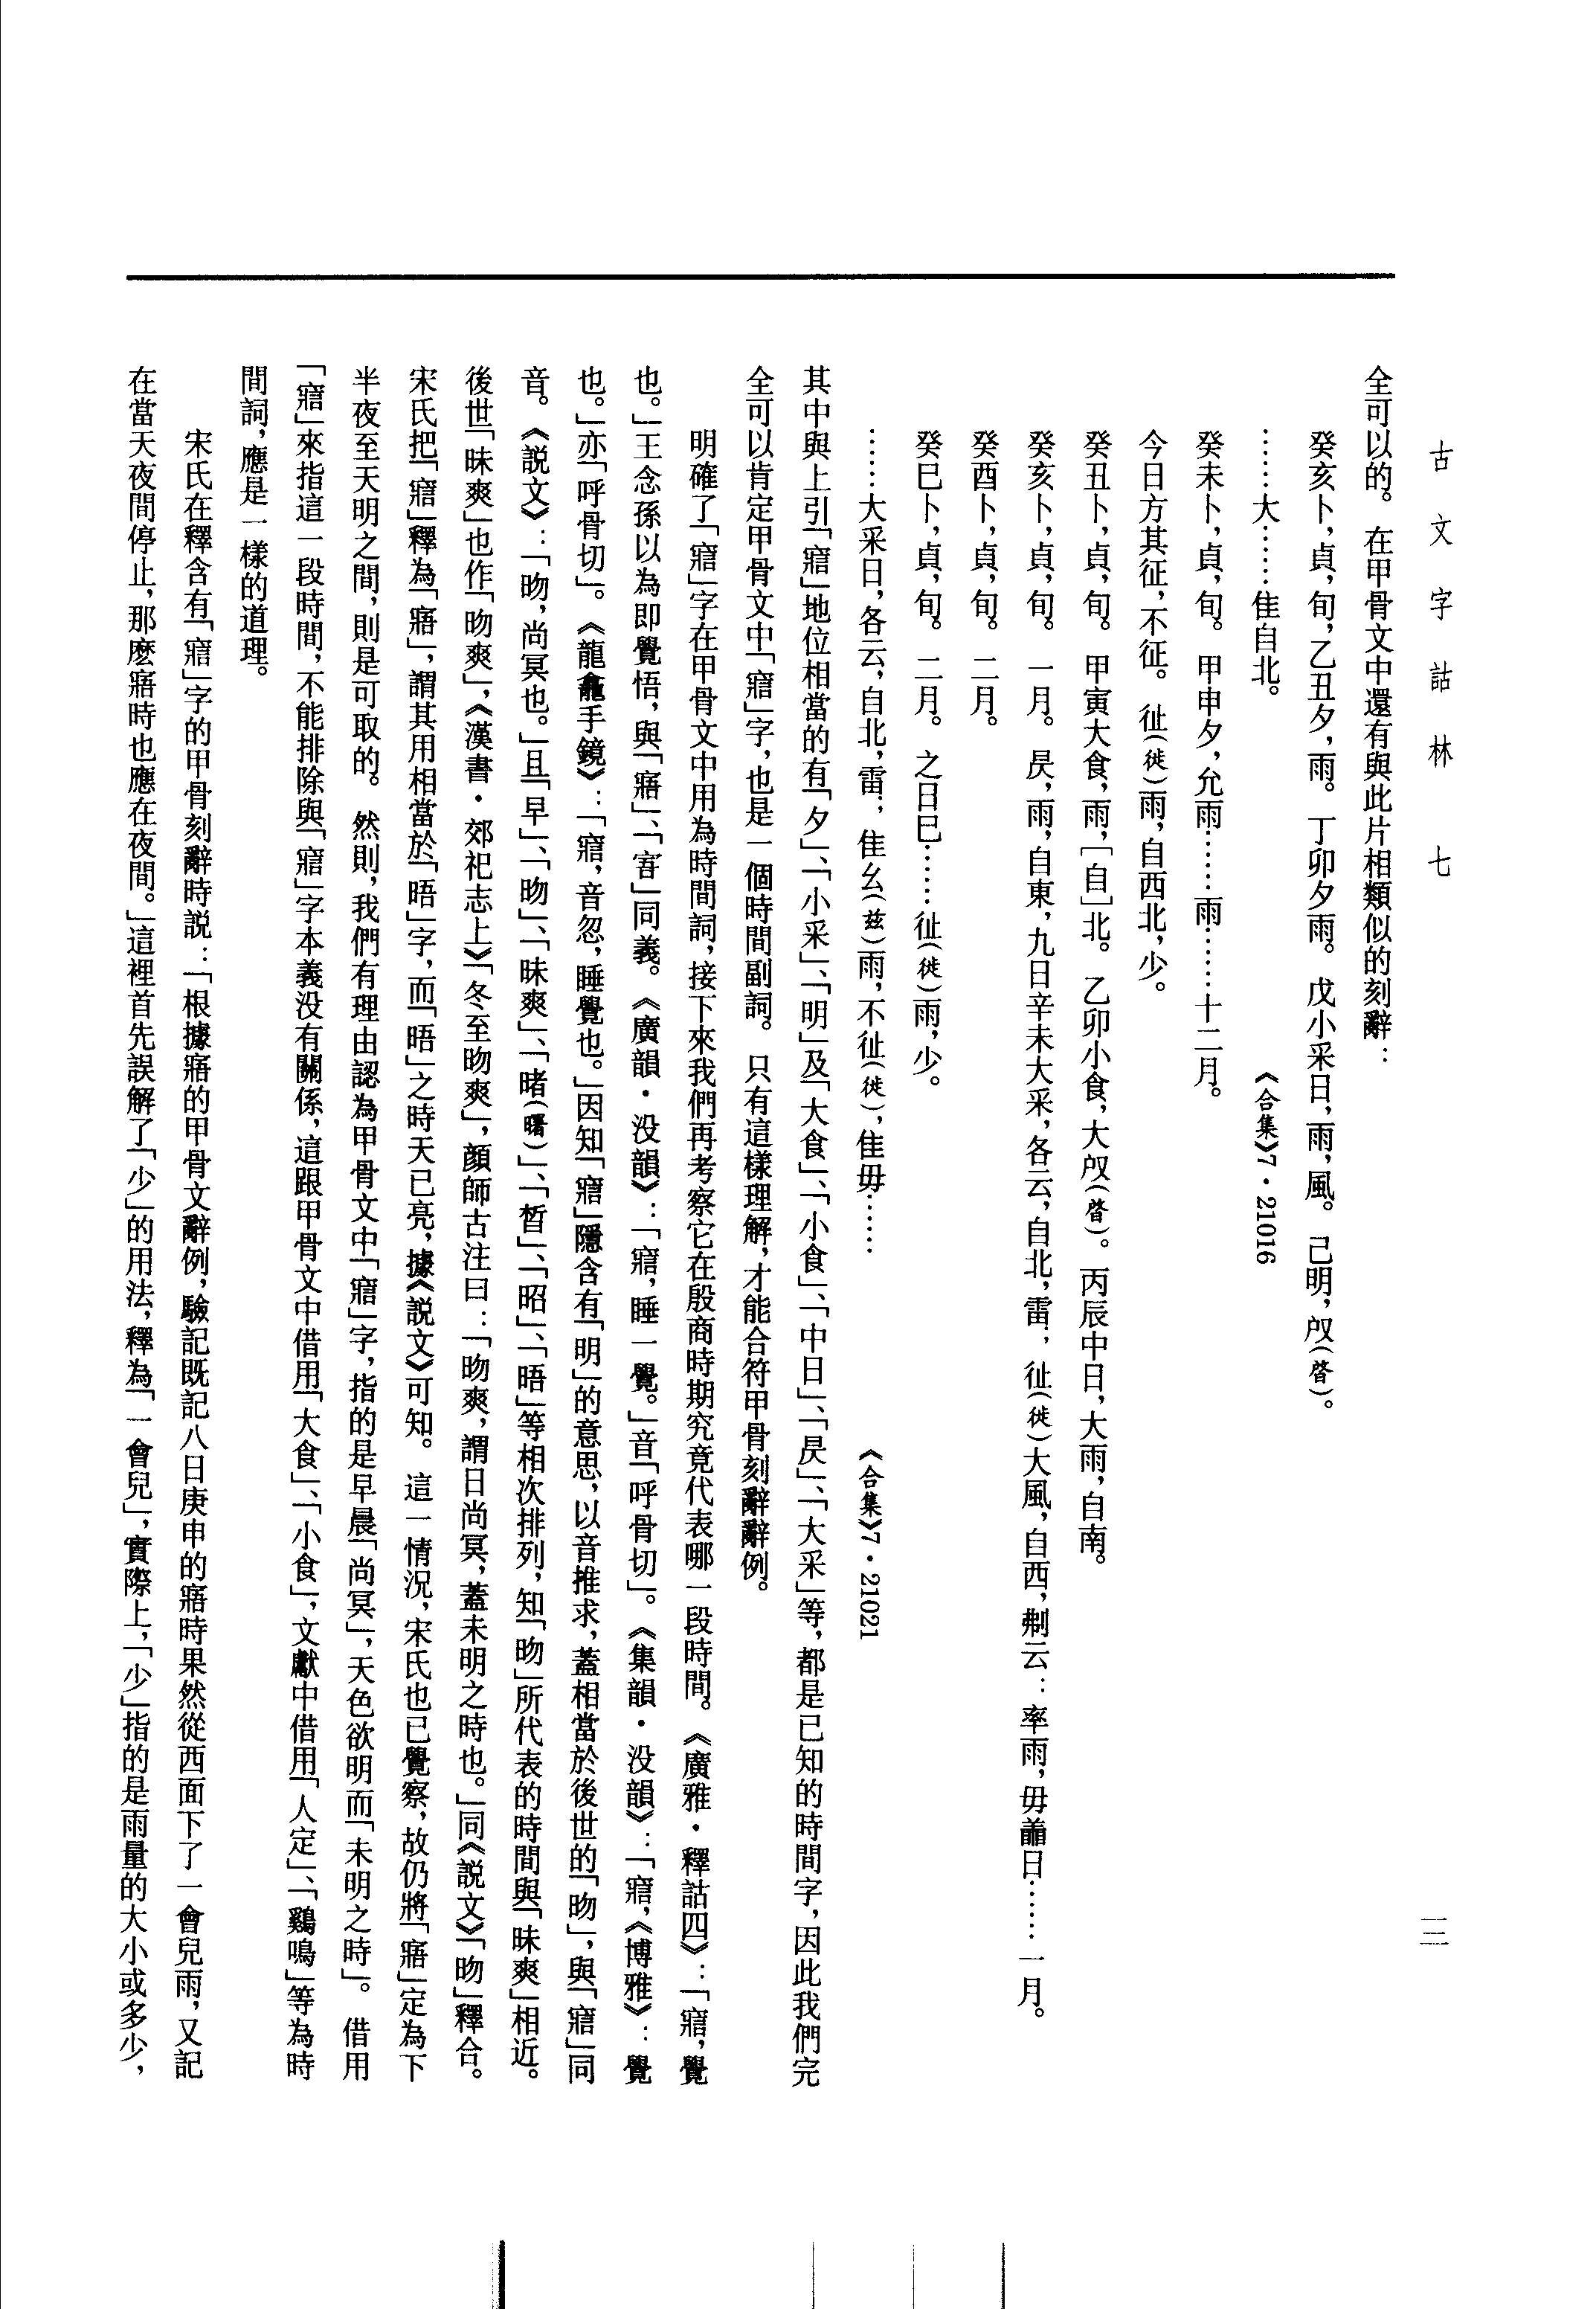 古文字詁林 七
三
全可以的。在甲骨文中還有與此片相類似的刻辭：
癸亥卜，貞，旬，乙丑夕，雨。丁卯夕雨。戊小采日，雨，風。己明，㕁(啓)。
……大……隹自北。 《合集》7·21016
癸未卜，貞，旬。甲申夕，允雨……雨……十二月。
今日方其征，不征。㣔(徙)雨，自西北，少。
癸丑卜，貞，旬。甲寅大食，雨，［自］北。乙卯小食，大㕁(啓)。丙辰中日，大雨，自南。
癸亥卜，貞，旬。一月。昃，雨，自東，九日辛未大采，各云，自北，雷，㣔(徙)大風，自西，刜云：率雨，毋䎽日……一月。
癸酉卜，貞，旬。二月。
癸巳卜，貞，旬。二月。之日巳……㣔(徙)雨，少。
……大采日，各云，自北，雷，隹幺(兹)雨，不㣔(徙)，隹毋…… 《合集》7·21021
其中與上引「㝛」地位相當的有「夕」、「小采」、「明」及「大食」、「小食」、「中日」、「昃」、「大采」等，都是已知的時間字，因此我們完
全可以肯定甲骨文中「㝛」字，也是一個時間副詞。只有這樣理解，才能合符甲骨刻辭辭例。
明確了「㝛」字在甲骨文中用為時間詞，接下來我們再考察它在殷商時期究竟代表哪一段時間。《廣雅·釋詁四》：「㝛，覺
也。」王念孫以為即覺悟，與「寤」、「㝓」同義。《廣韻·没韻》：「㝛，睡一覺。」音「呼骨切」。《集韻·没韻》：「㝛，《博雅》：覺
也。」亦「呼骨切」。《龍龕手鏡》：「㝛，音忽，睡覺也。」因知「㝛」隱含有「明」的意思，以音推求，蓋相當於後世的「昒」，與「㝛」同
音。《説文》：「昒，尚冥也。」且「早」、「昒」、「昧爽」、「睹(曙)」、「晢」、「昭」、「晤」等相次排列，知「昒」所代表的時間與「昧爽」相近。
後世「昧爽」也作「昒爽」，《漢書·郊祀志上》「冬至昒爽」，顔師古注曰：「昒爽，謂日尚冥，蓋未明之時也。」同《説文》「昒」釋合。
宋氏把「㝛」釋為「寤」，謂其用相當於「晤」字，而「晤」之時天已亮，據《説文》可知。這一情況，宋氏也已覺察，故仍將「寤」定為下
半夜至天明之間，則是可取的。然則，我們有理由認為甲骨文中「㝛」字，指的是早晨「尚冥」，天色欲明而「未明之時」。借用
「㝛」來指這一段時間，不能排除與「㝛」字本義没有關係，這跟甲骨文中借用「大食」、「小食」，文獻中借用「人定」、「鷄鳴」等為時
間詞，應是一樣的道理。
宋氏在釋含有「㝛」字的甲骨刻辭時説：「根據寤的甲骨文辭例，驗記既記八日庚申的寤時果然從西面下了一會兒雨，又記
在當天夜間停止，那麽寤時也應在夜間。」這裡首先誤解了「少」的用法，釋為「一會兒」，實際上，「少」指的是雨量的大小或多少，